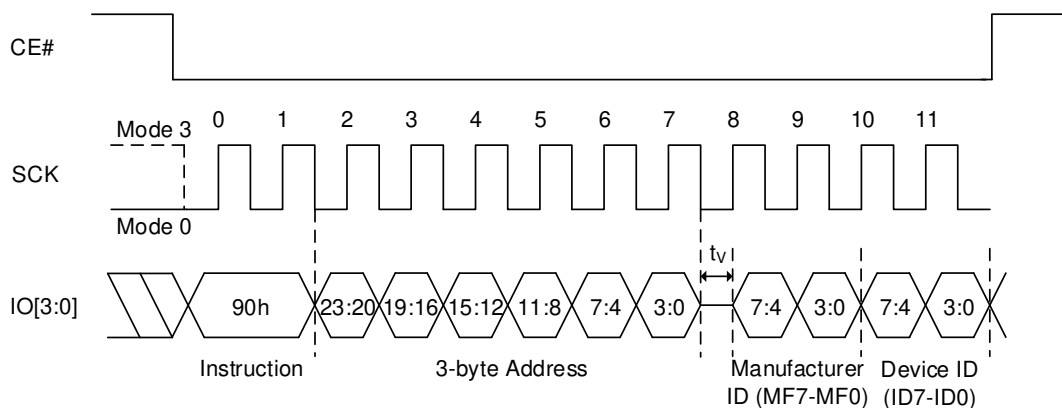 CE#
0 1 2 3 4 5 6 7 8 9 10 11
Mode 3
SCK
Mode 0
tV
IO[3:0] 90h 23:20 19:16 15:12 11:8 7:4 3:0 7:4 3:0 7:4 3:0
Instruction 3-byte Address Manufacturer Device ID
ID (MF7-MF0) (ID7-ID0)